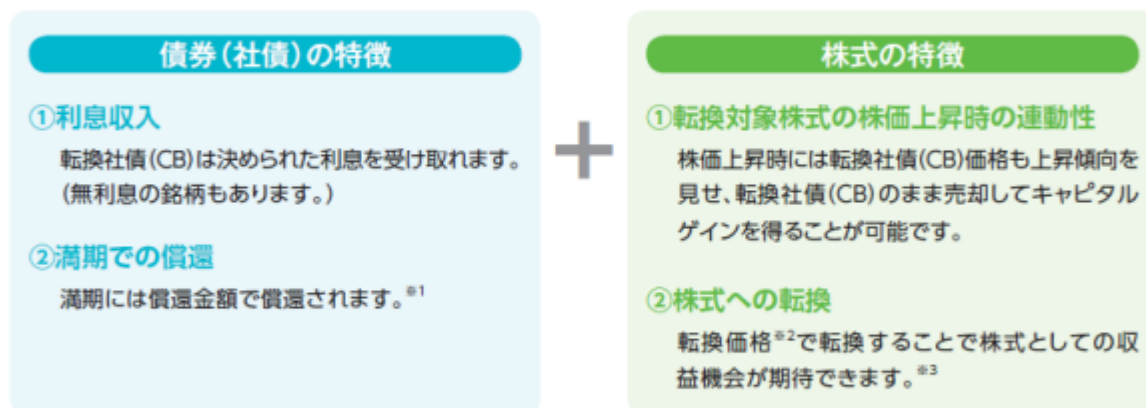 債券(社債)の特徴
①利息収入
転換社債(CB)は決められた利息を受け取れます。
(無利息の銘柄もあります。)
②満期での償還
満期には償還金額で償還されます。※1
+
株式の特徴
①転換対象株式の株価上昇時の連動性
株価上昇時には転換社債(CB)価格も上昇傾向を
見せ、転換社債(CB)のまま売却してキャピタル
ゲインを得ることが可能です。
②株式への転換
転換価格※2で転換することで株式としての収
益機会が期待できます。※3